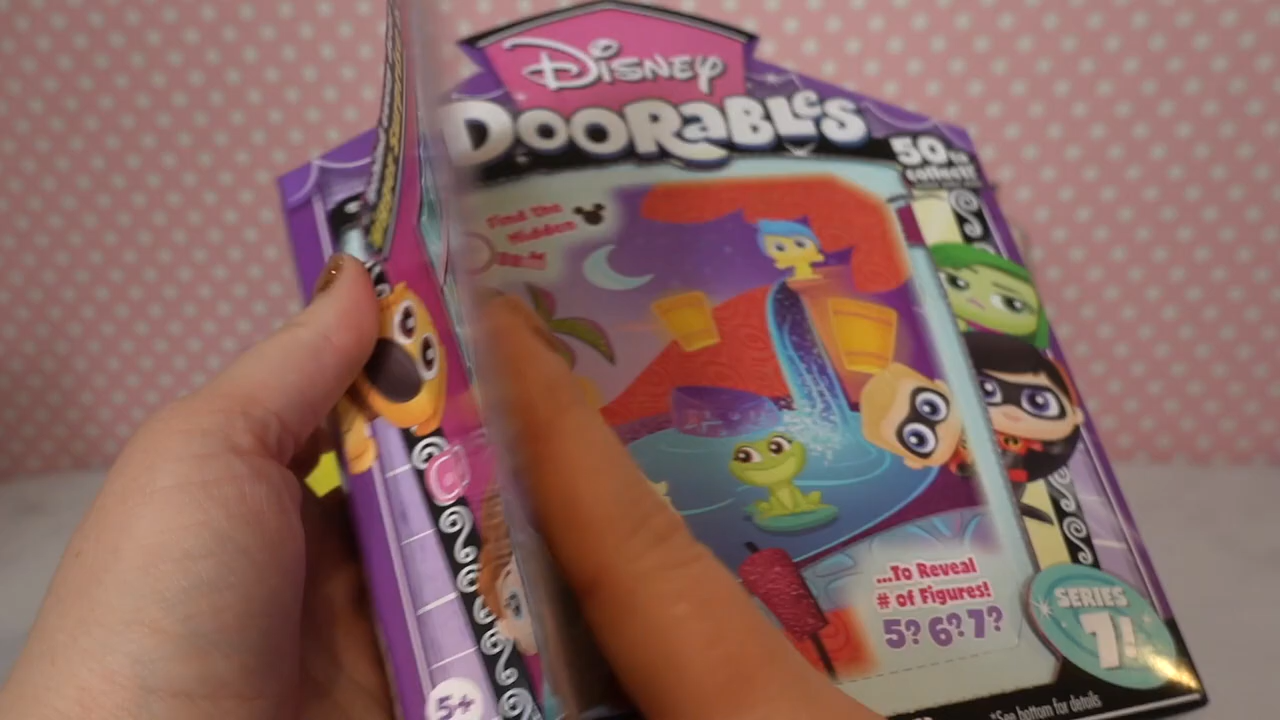 DISNEY
DOORABLES
50 to
collect!
Find the
Hidden
...To Reveal
# of Figures!
5? 6? 7?
SERIES
7!
5+
*See bottom for details